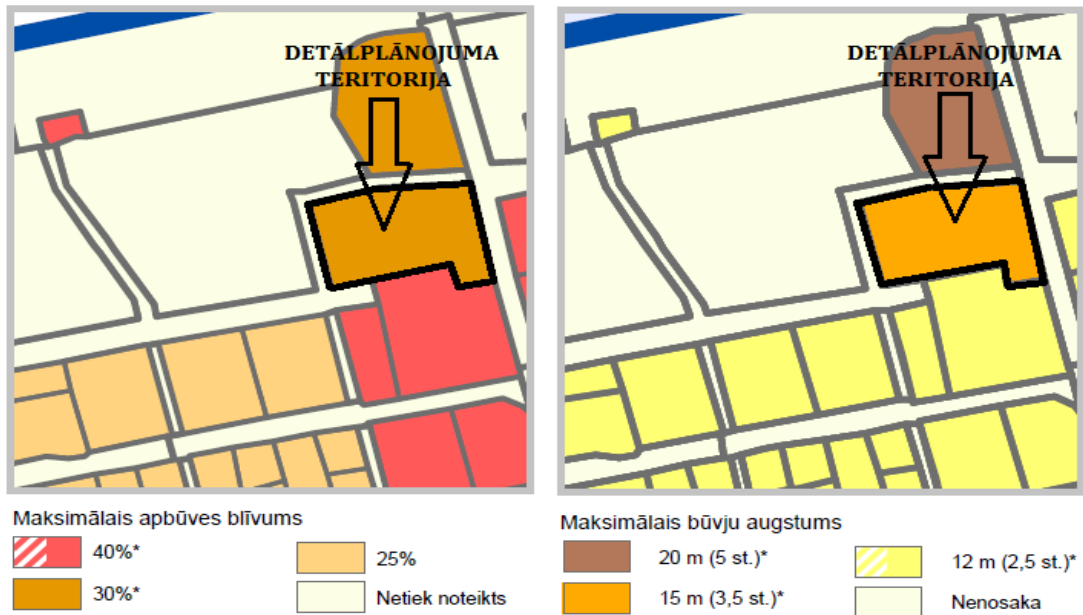 DETĀLPLĀNOJUMA
TERITORIJA
DETĀLPLĀNOJUMA
TERITORIJA
Maksimālais apbūves blīvums
40%*
25%
30%*
Netiek noteikts
Maksimālais būvju augstums
20 m (5 st.)*
12 m (2,5 st.)*
15 m (3,5 st.)*
Nenosaka